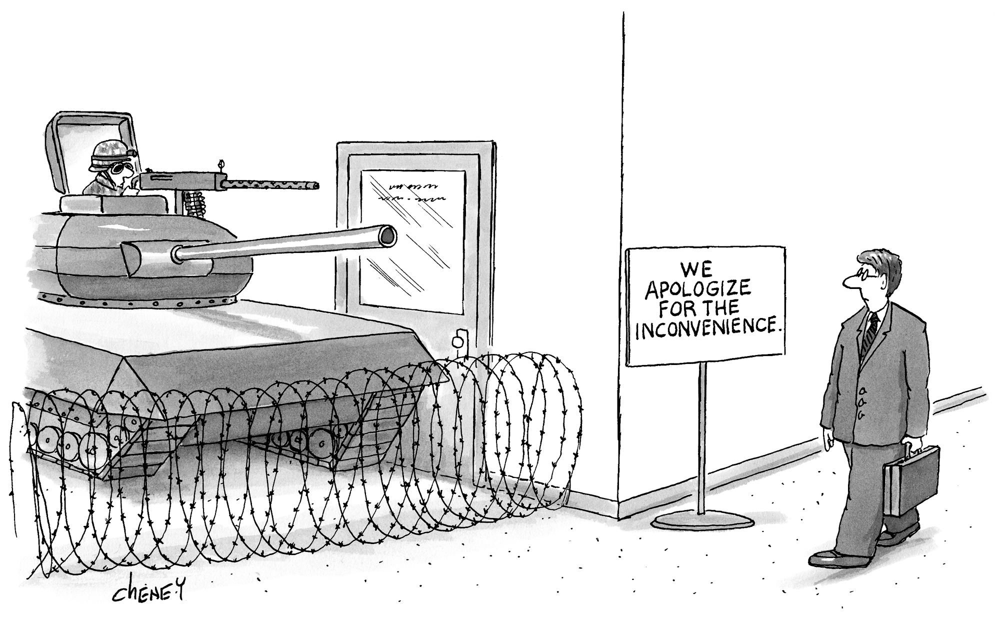 WE
APOLOGIZE
FOR THE
INCONVENIENCE.
CHENEY